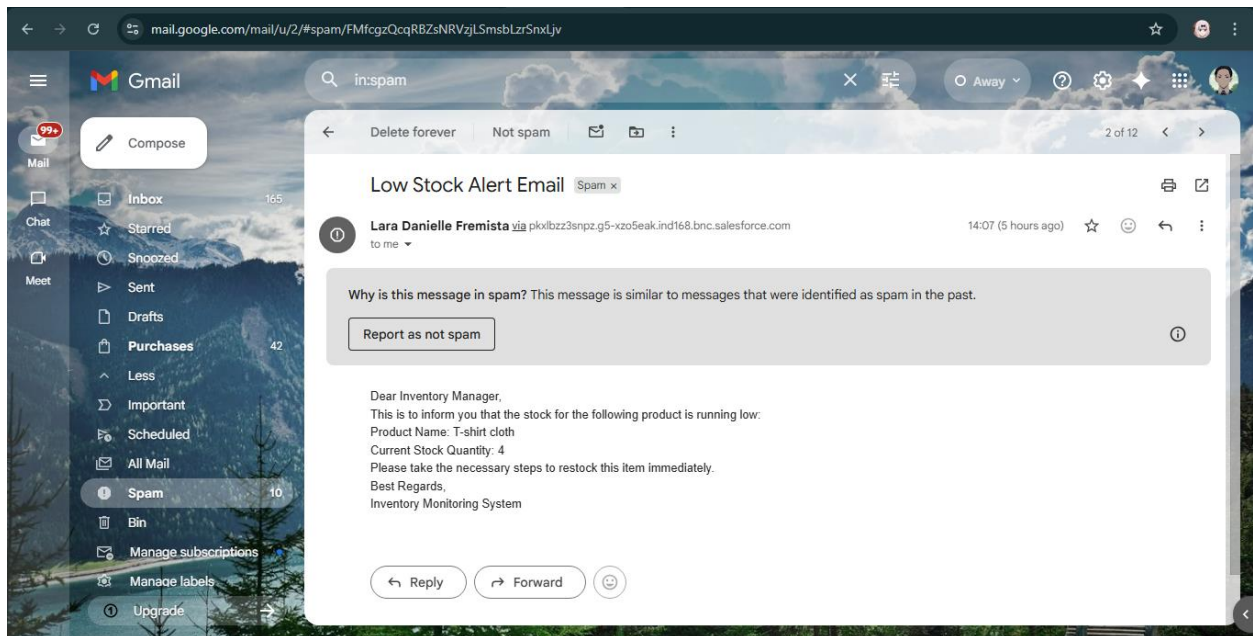 mail.google.com/mail/u/2/#spam/FMfcgzQcqRBZsNRVzjLSmsbLzrSnxLjv
Gmail
in:spam
Away
99+
Mail
Chat
Meet
Compose
Inbox 165
Starred
Snoozed
Sent
Drafts
Purchases 42
Less
Important
Scheduled
All Mail
Spam 10
Bin
Manage subscriptions
Manage labels
Upgrade
Delete forever Not spam 2 of 12
Low Stock Alert Email Spam ×
Lara Danielle Fremista via pkxlbzz3snpz.g5-xzo5eak.ind168.bnc.salesforce.com 14:07 (5 hours ago)
to me
Why is this message in spam? This message is similar to messages that were identified as spam in the past.
Report as not spam
Dear Inventory Manager,
This is to inform you that the stock for the following product is running low:
Product Name: T-shirt cloth
Current Stock Quantity: 4
Please take the necessary steps to restock this item immediately.
Best Regards,
Inventory Monitoring System
Reply Forward